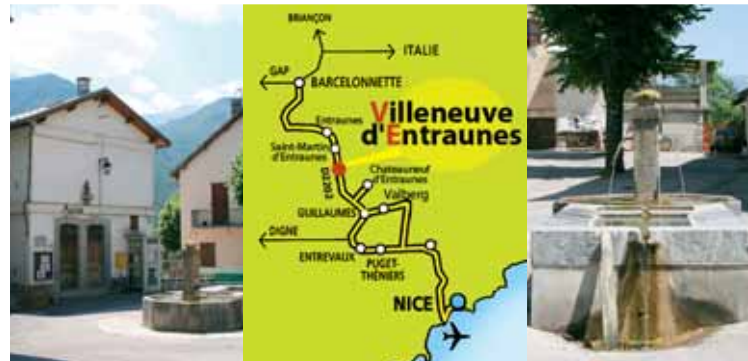 BRIANÇON
ITALIE
GAP
BARCELONNETTE
Villeneuve
d'Entraunes
Entraunes
Saint-Martin
d'Entraunes
D2202
Chateauneuf
d'Entraunes
Valberg
GUILLAUMES
DIGNE
ENTREVAUX
PUGET-
THÉNIERS
NICE